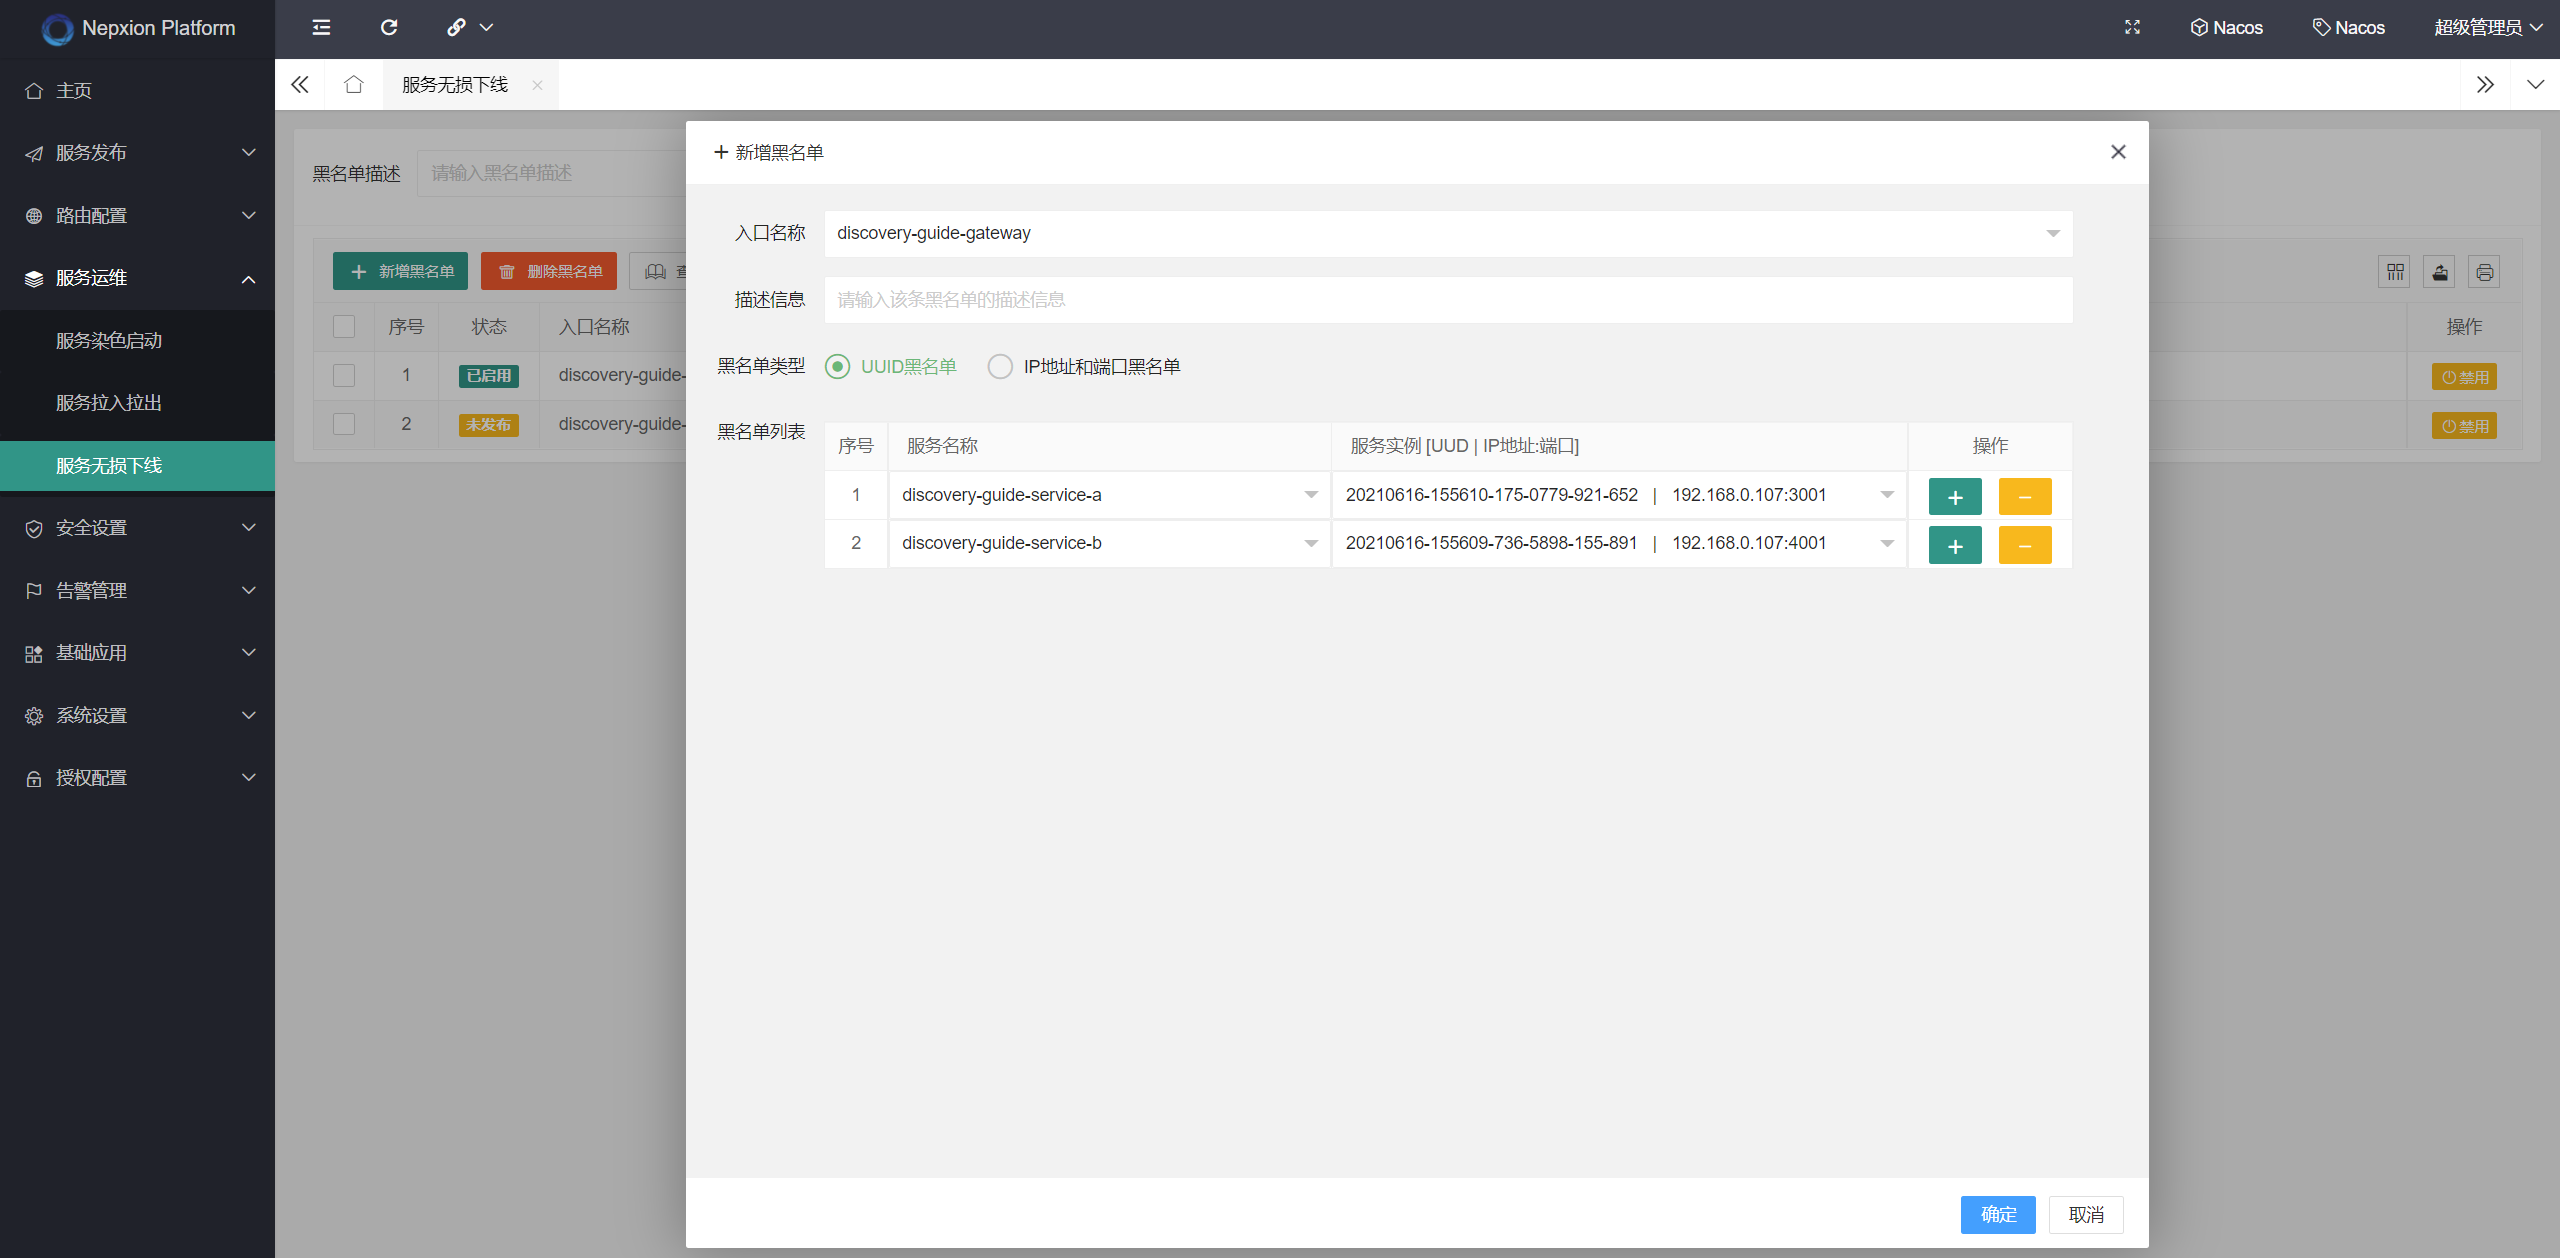 Nepxion Platform
Nacos
Nacos
超级管理员
主页
服务发布
路由配置
服务运维
服务染色启动
服务拉入拉出
服务无损下线
安全设置
告警管理
基础应用
系统设置
授权配置
服务无损下线
黑名单描述
请输入黑名单描述
新增黑名单
删除黑名单
序号
状态
入口名称
操作
1
已启用
discovery-guide-
禁用
2
未发布
discovery-guide-
禁用
新增黑名单
入口名称
discovery-guide-gateway
描述信息
请输入该条黑名单的描述信息
黑名单类型
UUID黑名单
IP地址和端口黑名单
黑名单列表
序号
服务名称
服务实例 [UUD | IP地址:端口]
操作
1
discovery-guide-service-a
20210616-155610-175-0779-921-652 | 192.168.0.107:3001
2
discovery-guide-service-b
20210616-155609-736-5898-155-891 | 192.168.0.107:4001
确定
取消